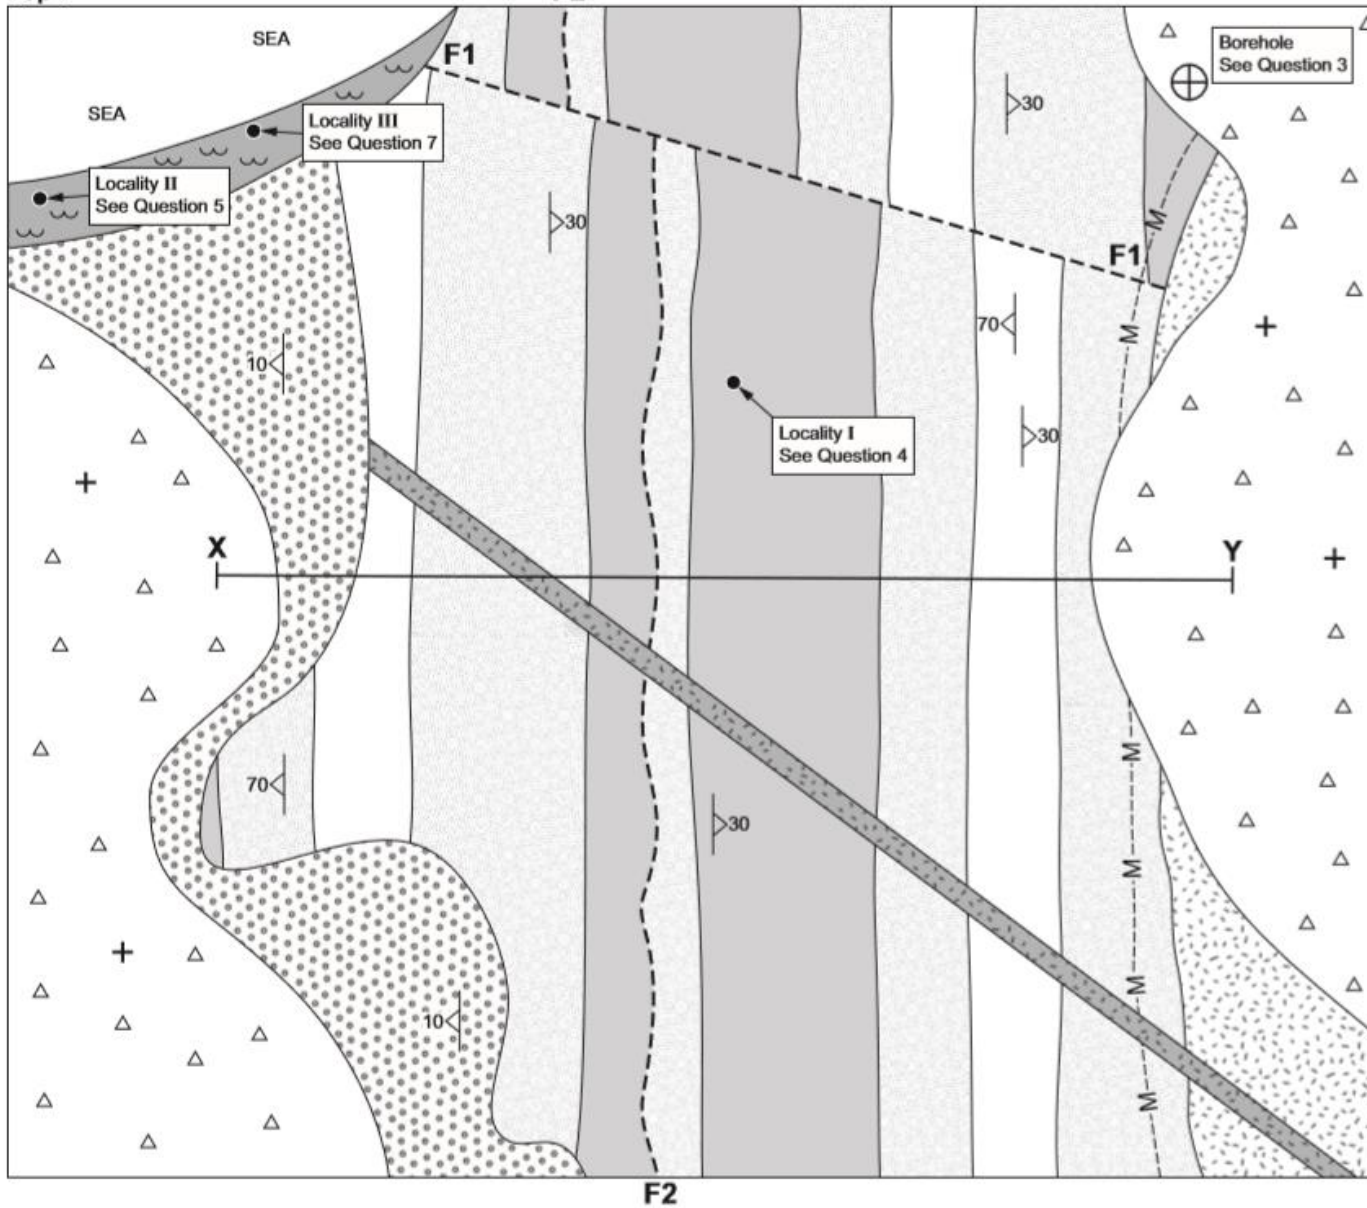 SEA
F1
Borehole
See Question 3
SEA
Locality III
See Question 7
30
Locality II
See Question 5
30
M
F1
70
M
10
Locality I
See Question 4
30
X
Y
M
70
30
M
M
10
M
F2